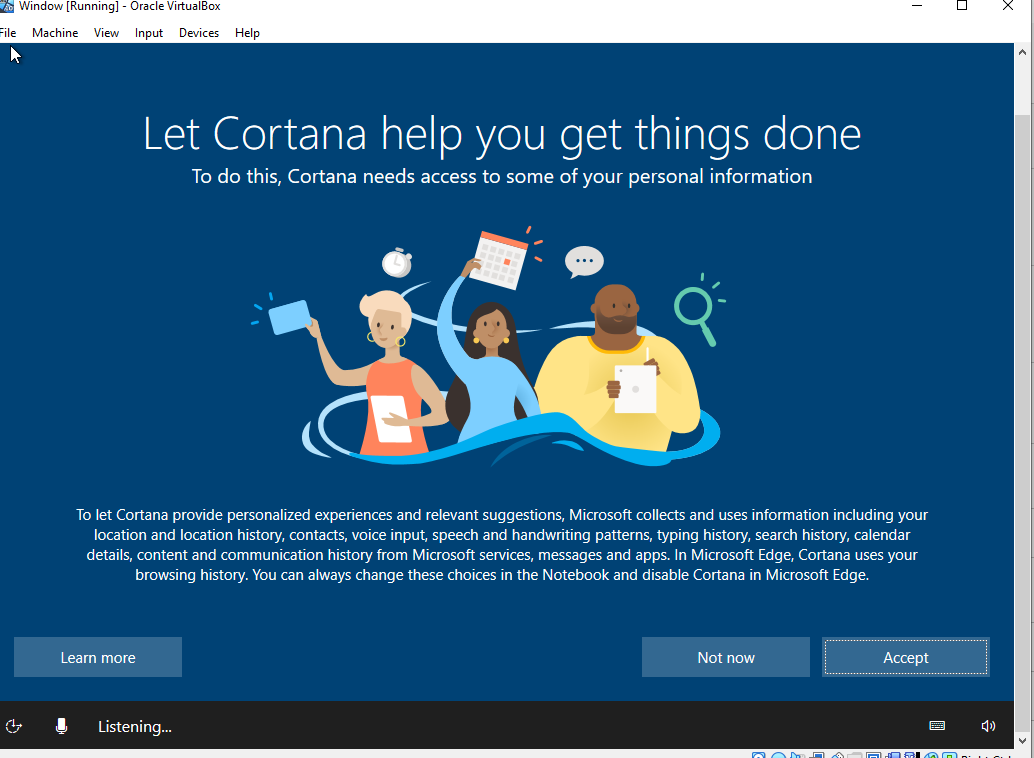 Window [Running] - Oracle VirtualBox
File Machine View Input Devices Help
Let Cortana help you get things done
To do this, Cortana needs access to some of your personal information
To let Cortana provide personalized experiences and relevant suggestions, Microsoft collects and uses information including your
location and location history, contacts, voice input, speech and handwriting patterns, typing history, search history, calendar
details, content and communication history from Microsoft services, messages and apps. In Microsoft Edge, Cortana uses your
browsing history. You can always change these choices in the Notebook and disable Cortana in Microsoft Edge.
Learn more Not now Accept
Listening...